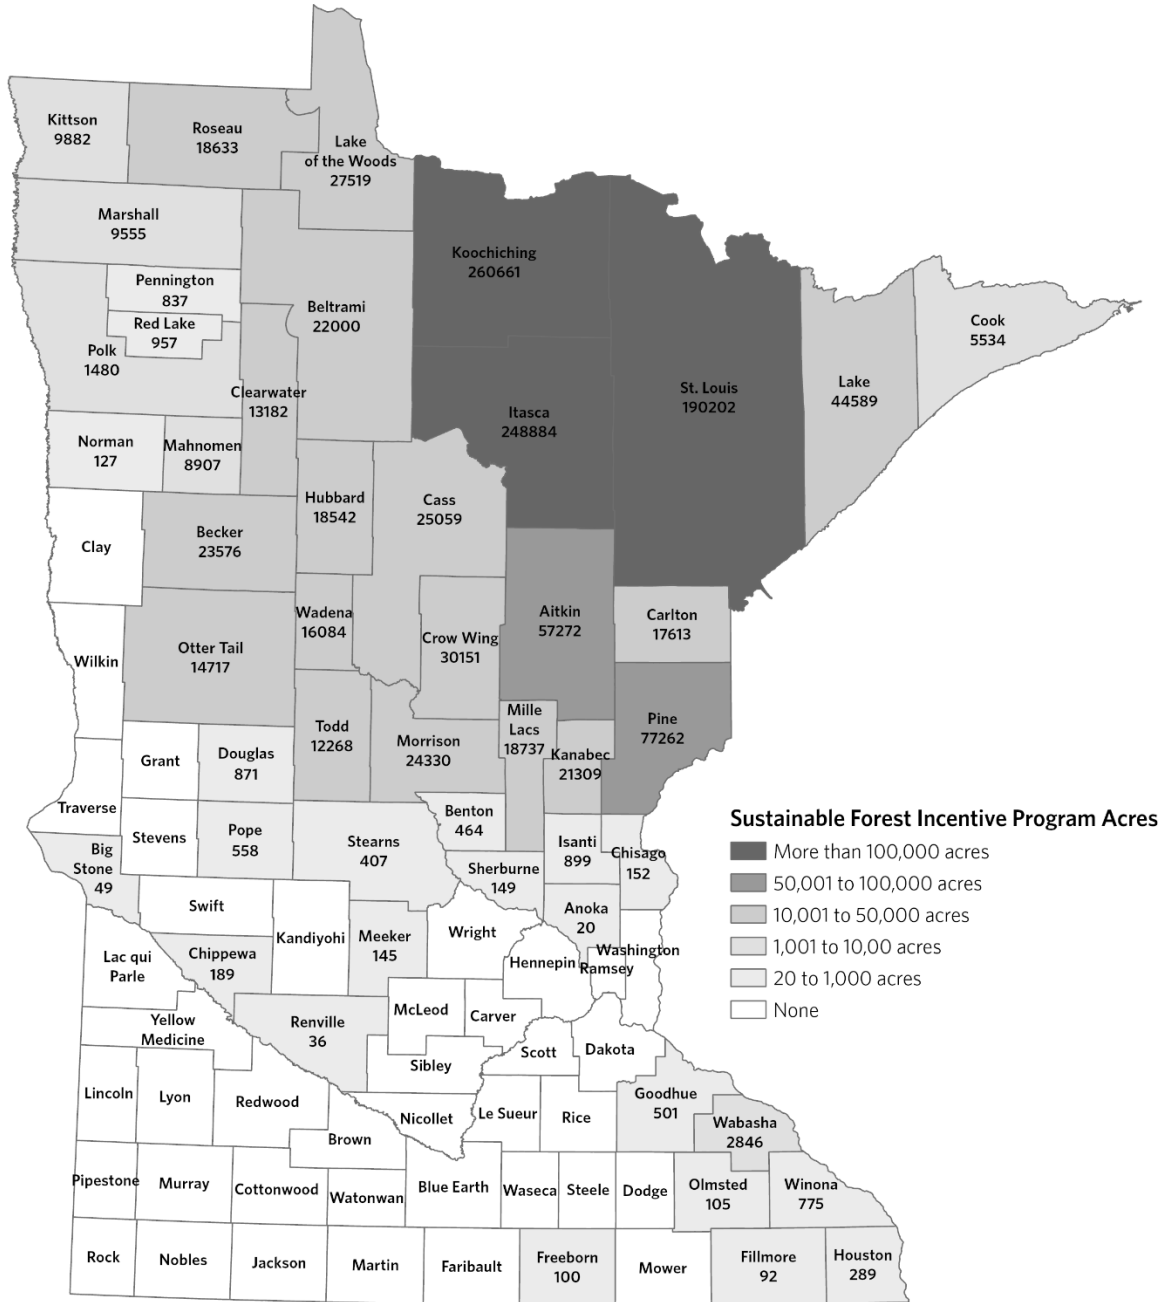 Kittson
9882
Roseau
18633
Lake
of the Woods
27519
Marshall
9555
Koochiching
260661
Pennington
837
Beltrami
22000
Red Lake
957
Polk
1480
Cook
5534
Clearwater
13182
St. Louis
190202
Lake
44589
Itasca
248884
Norman
127
Mahnomen
8907
Hubbard
18542
Cass
25059
Clay
Becker
23576
Wadena
16084
Aitkin
57272
Carlton
17613
Crow Wing
30151
Wilkin
Otter Tail
14717
Mille
Lacs
18737
Pine
77262
Todd
12268
Morrison
24330
Kanabec
21309
Grant
Douglas
871
Traverse
Stevens
Pope
558
Benton
464
Stearns
407
Isanti
899
Chisago
152
Big
Stone
49
Sherburne
149
Swift
Anoka
20
Kandiyohi
Meeker
145
Wright
Washington
Hennepin
Ramsey
Lac qui
Parle
Chippewa
189
McLeod
Carver
Yellow
Medicine
Renville
36
Scott
Dakota
Sibley
Lincoln
Lyon
Redwood
Goodhue
501
Nicollet
Le Sueur
Rice
Wabasha
2846
Brown
Pipestone
Murray
Cottonwood
Watonwan
Blue Earth
Waseca
Steele
Dodge
Olmsted
105
Winona
775
Rock
Nobles
Jackson
Martin
Faribault
Freeborn
100
Mower
Fillmore
92
Houston
289
Sustainable Forest Incentive Program Acres
More than 100,000 acres
50,001 to 100,000 acres
10,001 to 50,000 acres
1,001 to 10,00 acres
20 to 1,000 acres
None